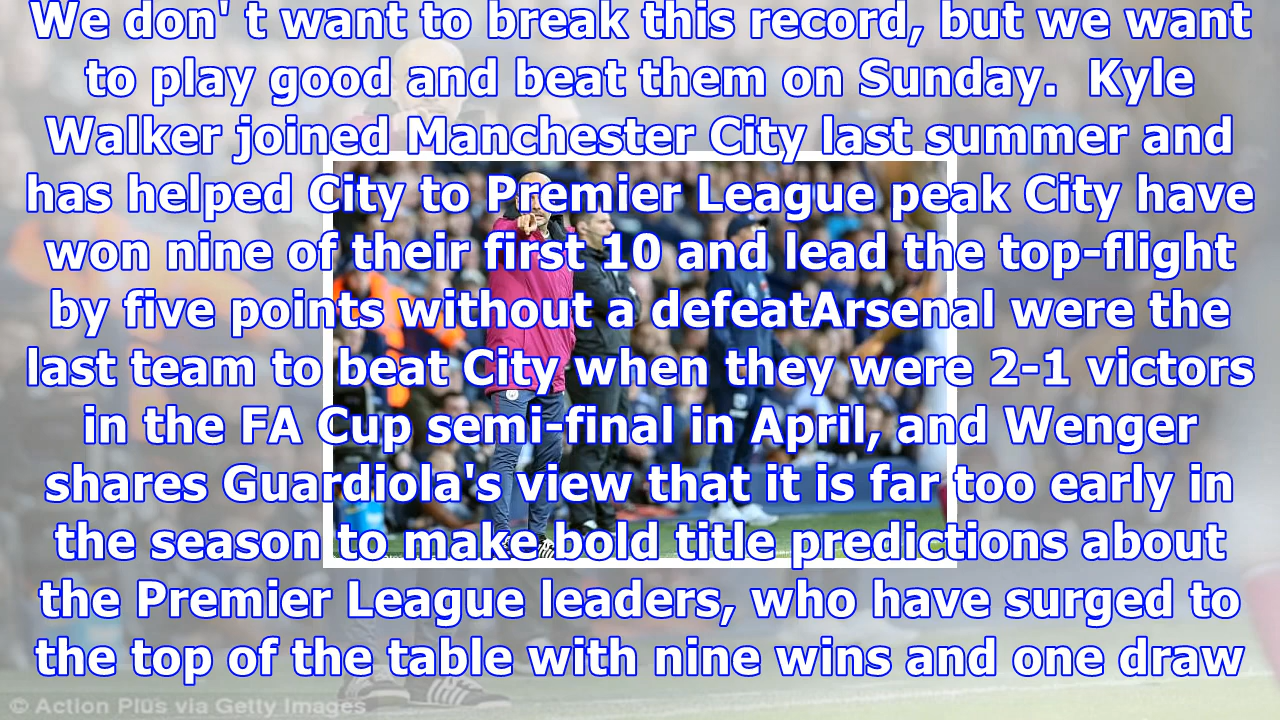 We don' t want to break this record, but we want
to play good and beat them on Sunday.  Kyle
Walker joined Manchester City last summer and
has helped City to Premier League peak City have
won nine of their first 10 and lead the top-flight
by five points without a defeatArsenal were the
last team to beat City when they were 2-1 victors
in the FA Cup semi-final in April, and Wenger
shares Guardiola's view that it is far too early in
the season to make bold title predictions about
the Premier League leaders, who have surged to
the top of the table with nine wins and one draw
© Action Plus via Getty Images